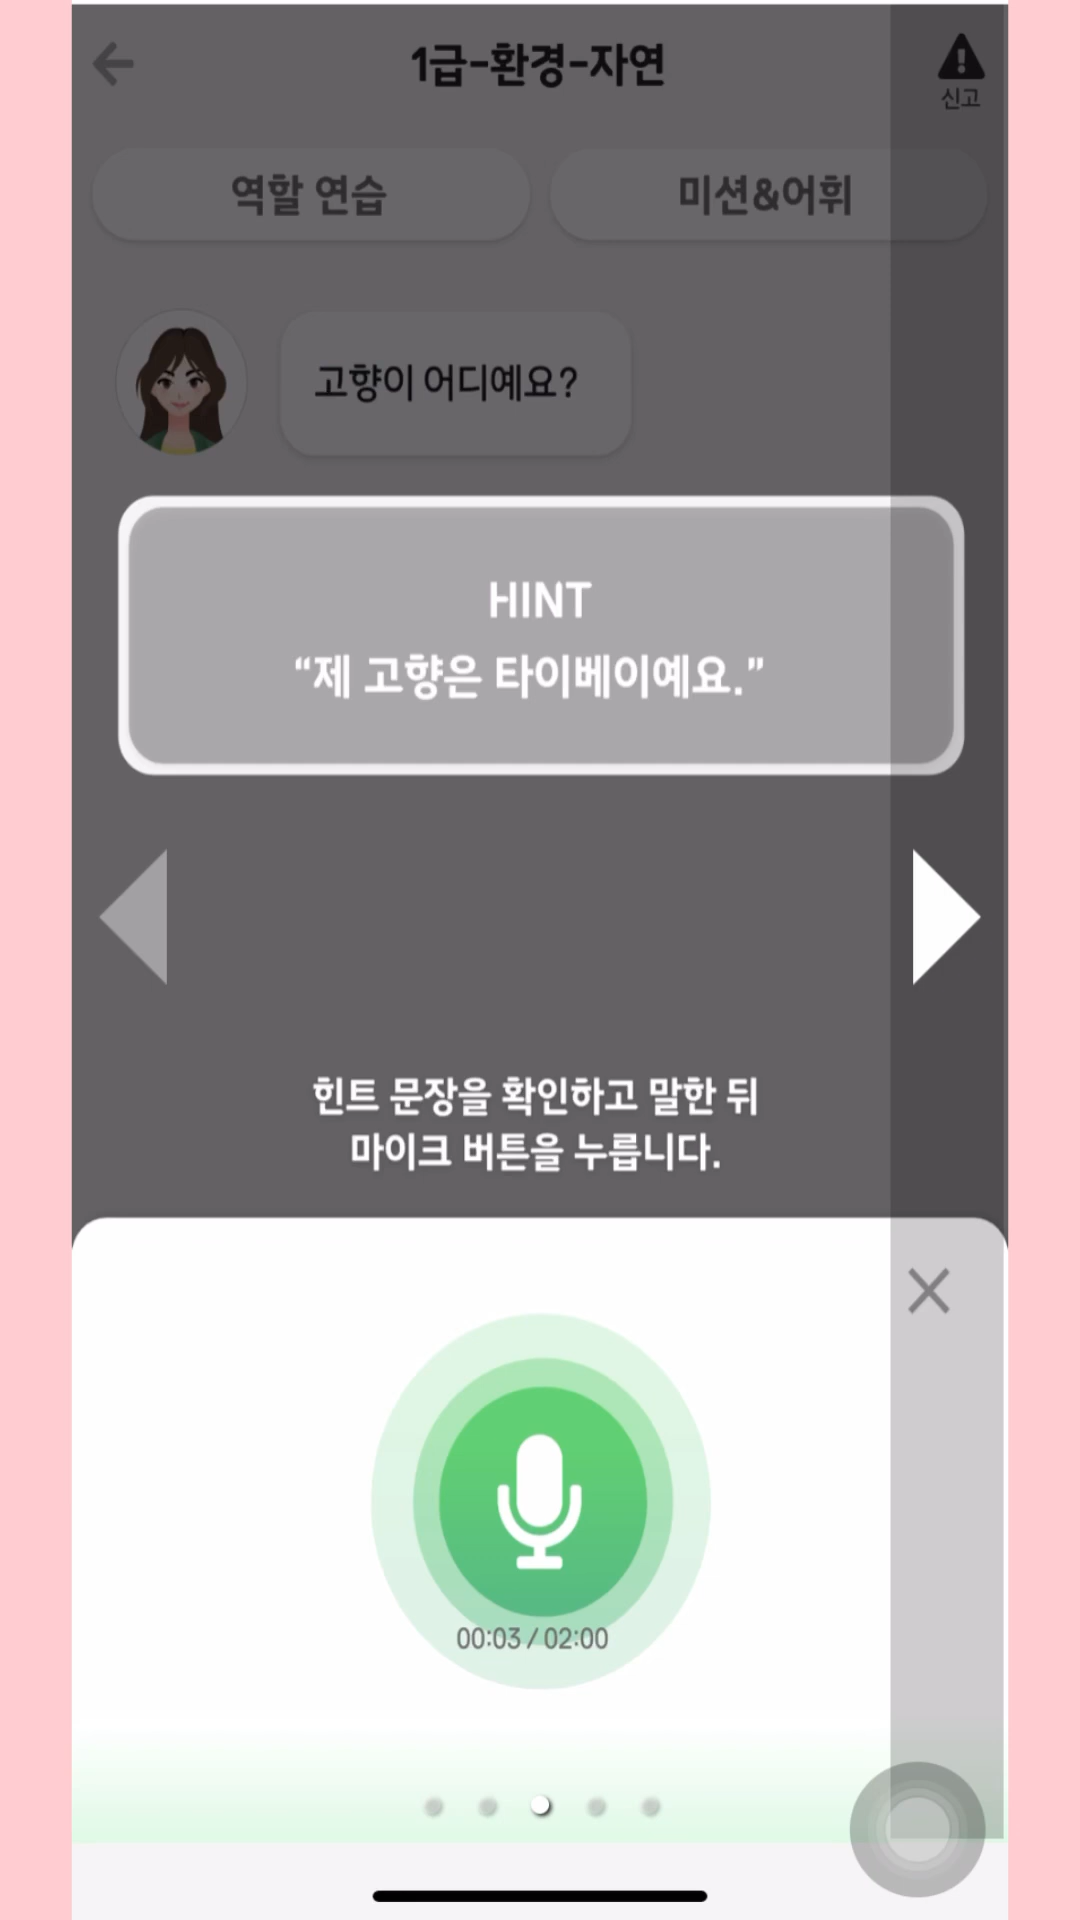 1급-환경-자연
신고
역할 연습
미션&어휘
고향이 어디예요?
HINT
“제 고향은 타이베이예요.”
힌트 문장을 확인하고 말한 뒤
마이크 버튼을 누릅니다.
00:03 / 02:00